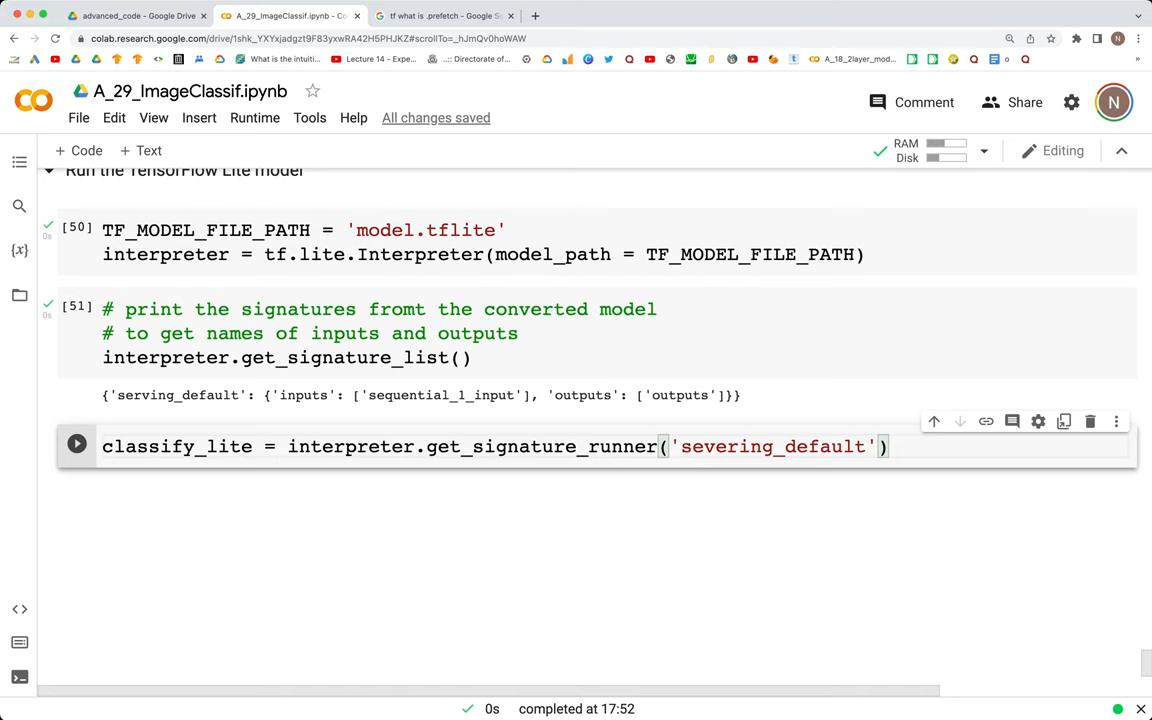 advanced_code - Google Drive
A_29_ImageClassif.ipynb - Co
tf what is .prefetch - Google Se
colab.research.google.com/drive/1shk_YXYxjadgzt9F83yxwRA42H5PHJKZ#scrollTo=_hJmQv0hoWAW
N
What is the intuiti...
Lecture 14 - Expe...
..:: Directorate of...
A_18_2layer_mod...
A_29_ImageClassif.ipynb
File Edit View Insert Runtime Tools Help All changes saved
Comment
Share
N
+ Code + Text
RAM
Disk
Editing
Run the TensorFlow Lite model
[50] TF_MODEL_FILE_PATH = 'model.tflite'
0s
interpreter = tf.lite.Interpreter(model_path = TF_MODEL_FILE_PATH)
[51] # print the signatures fromt the converted model
0s
# to get names of inputs and outputs
interpreter.get_signature_list()
{'serving_default': {'inputs': ['sequential_1_input'], 'outputs': ['outputs']}}
classify_lite = interpreter.get_signature_runner('severing_default')
{x}
0s completed at 17:52